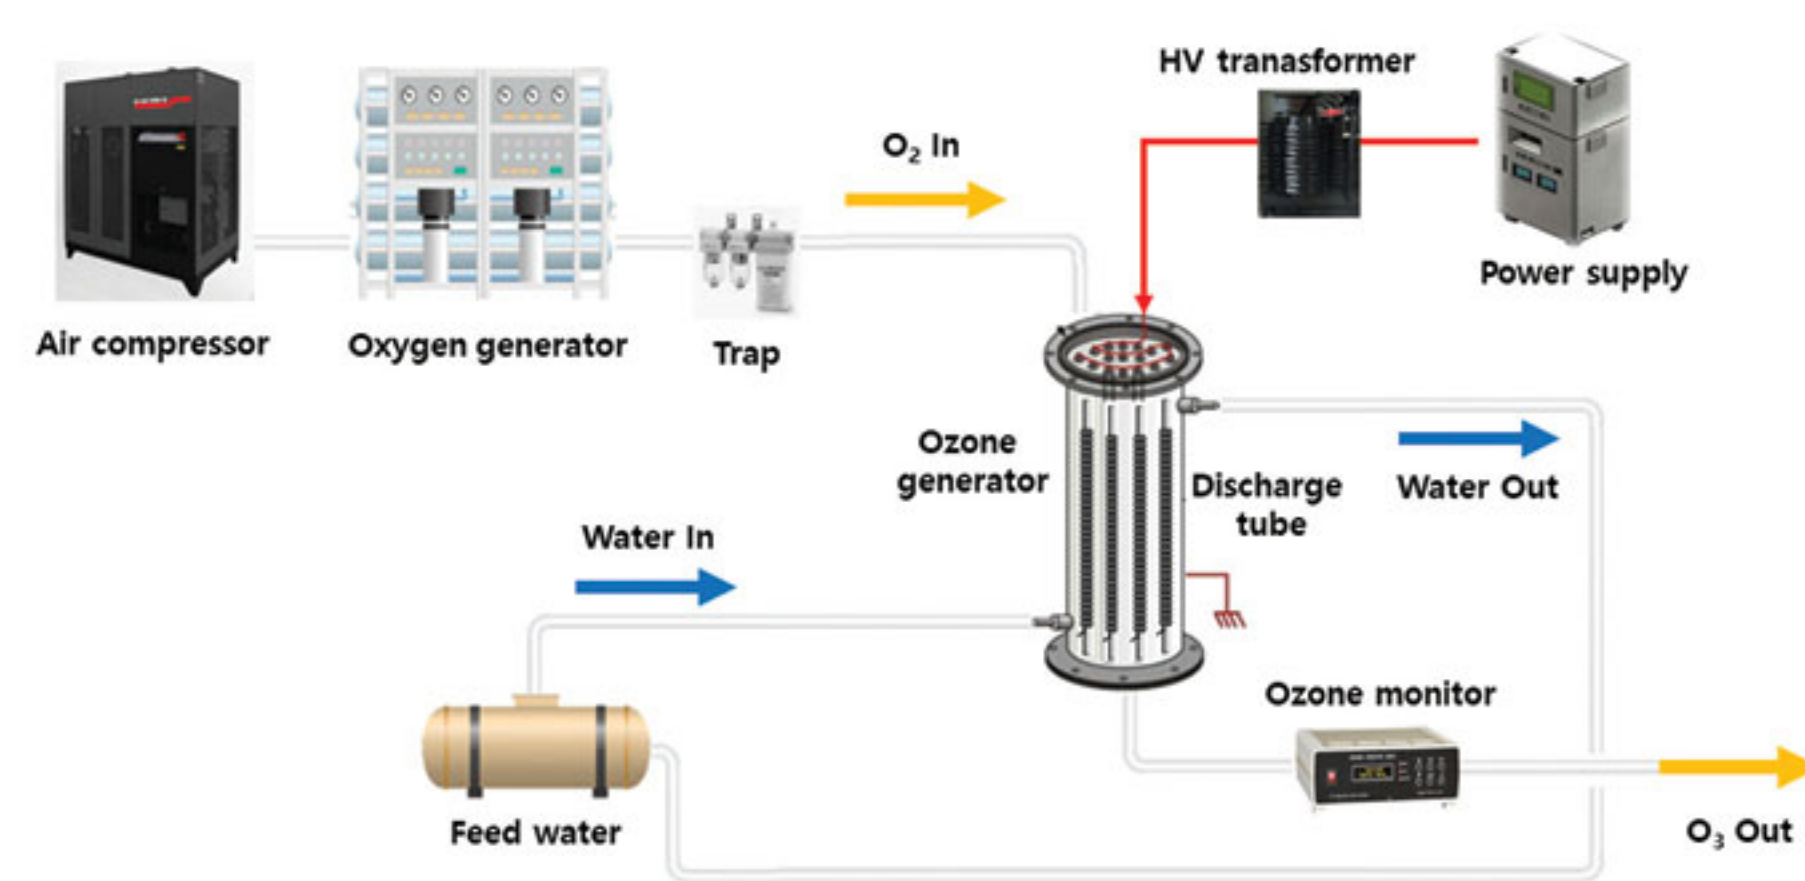 HV tranasformer
O₂ In
Power supply
Air compressor
Oxygen generator
Trap
Ozone
generator
Discharge
tube
Water Out
Water In
Ozone monitor
Feed water
O₃ Out